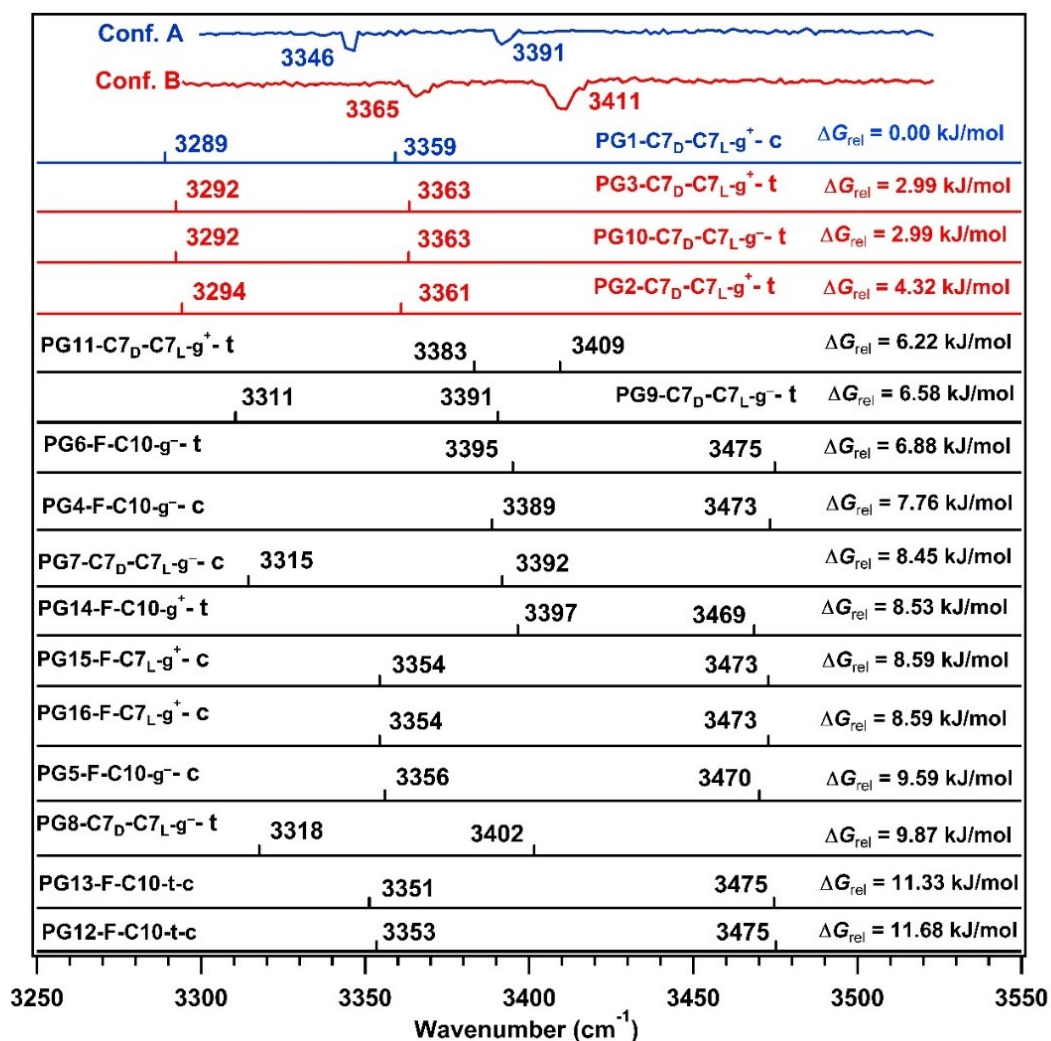 Conf. A
3346 3391
Conf. B
3365 3411
3289 3359 PG1-C7D-C7L-g⁺- c ΔGrel = 0.00 kJ/mol
3292 3363 PG3-C7D-C7L-g⁺- t ΔGrel = 2.99 kJ/mol
3292 3363 PG10-C7D-C7L-g⁻- t ΔGrel = 2.99 kJ/mol
3294 3361 PG2-C7D-C7L-g⁺- t ΔGrel = 4.32 kJ/mol
PG11-C7D-C7L-g⁺- t 3383 3409 ΔGrel = 6.22 kJ/mol
3311 3391 PG9-C7D-C7L-g⁻- t ΔGrel = 6.58 kJ/mol
PG6-F-C10-g⁻- t 3395 3475 ΔGrel = 6.88 kJ/mol
PG4-F-C10-g⁻- c 3389 3473 ΔGrel = 7.76 kJ/mol
PG7-C7D-C7L-g⁻- c 3315 3392 ΔGrel = 8.45 kJ/mol
PG14-F-C10-g⁺- t 3397 3469 ΔGrel = 8.53 kJ/mol
PG15-F-C7L-g⁺- c 3354 3473 ΔGrel = 8.59 kJ/mol
PG16-F-C7L-g⁺- c 3354 3473 ΔGrel = 8.59 kJ/mol
PG5-F-C10-g⁻- c 3356 3470 ΔGrel = 9.59 kJ/mol
PG8-C7D-C7L-g⁻- t 3318 3402 ΔGrel = 9.87 kJ/mol
PG13-F-C10-t-c 3351 3475 ΔGrel = 11.33 kJ/mol
PG12-F-C10-t-c 3353 3475 ΔGrel = 11.68 kJ/mol
3250 3300 3350 3400 3450 3500 3550
Wavenumber (cm⁻¹)